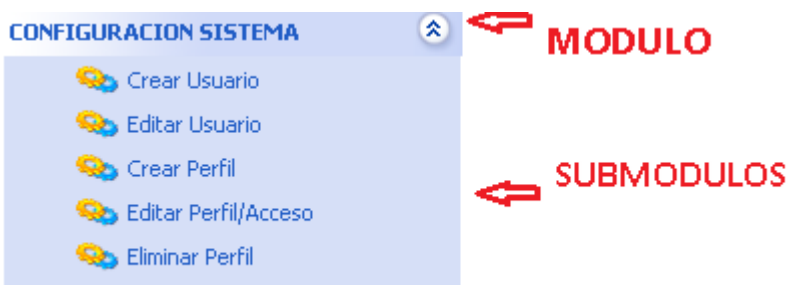 CONFIGURACION SISTEMA
MODULO
Crear Usuario
Editar Usuario
Crear Perfil
SUBMODULOS
Editar Perfil/Acceso
Eliminar Perfil